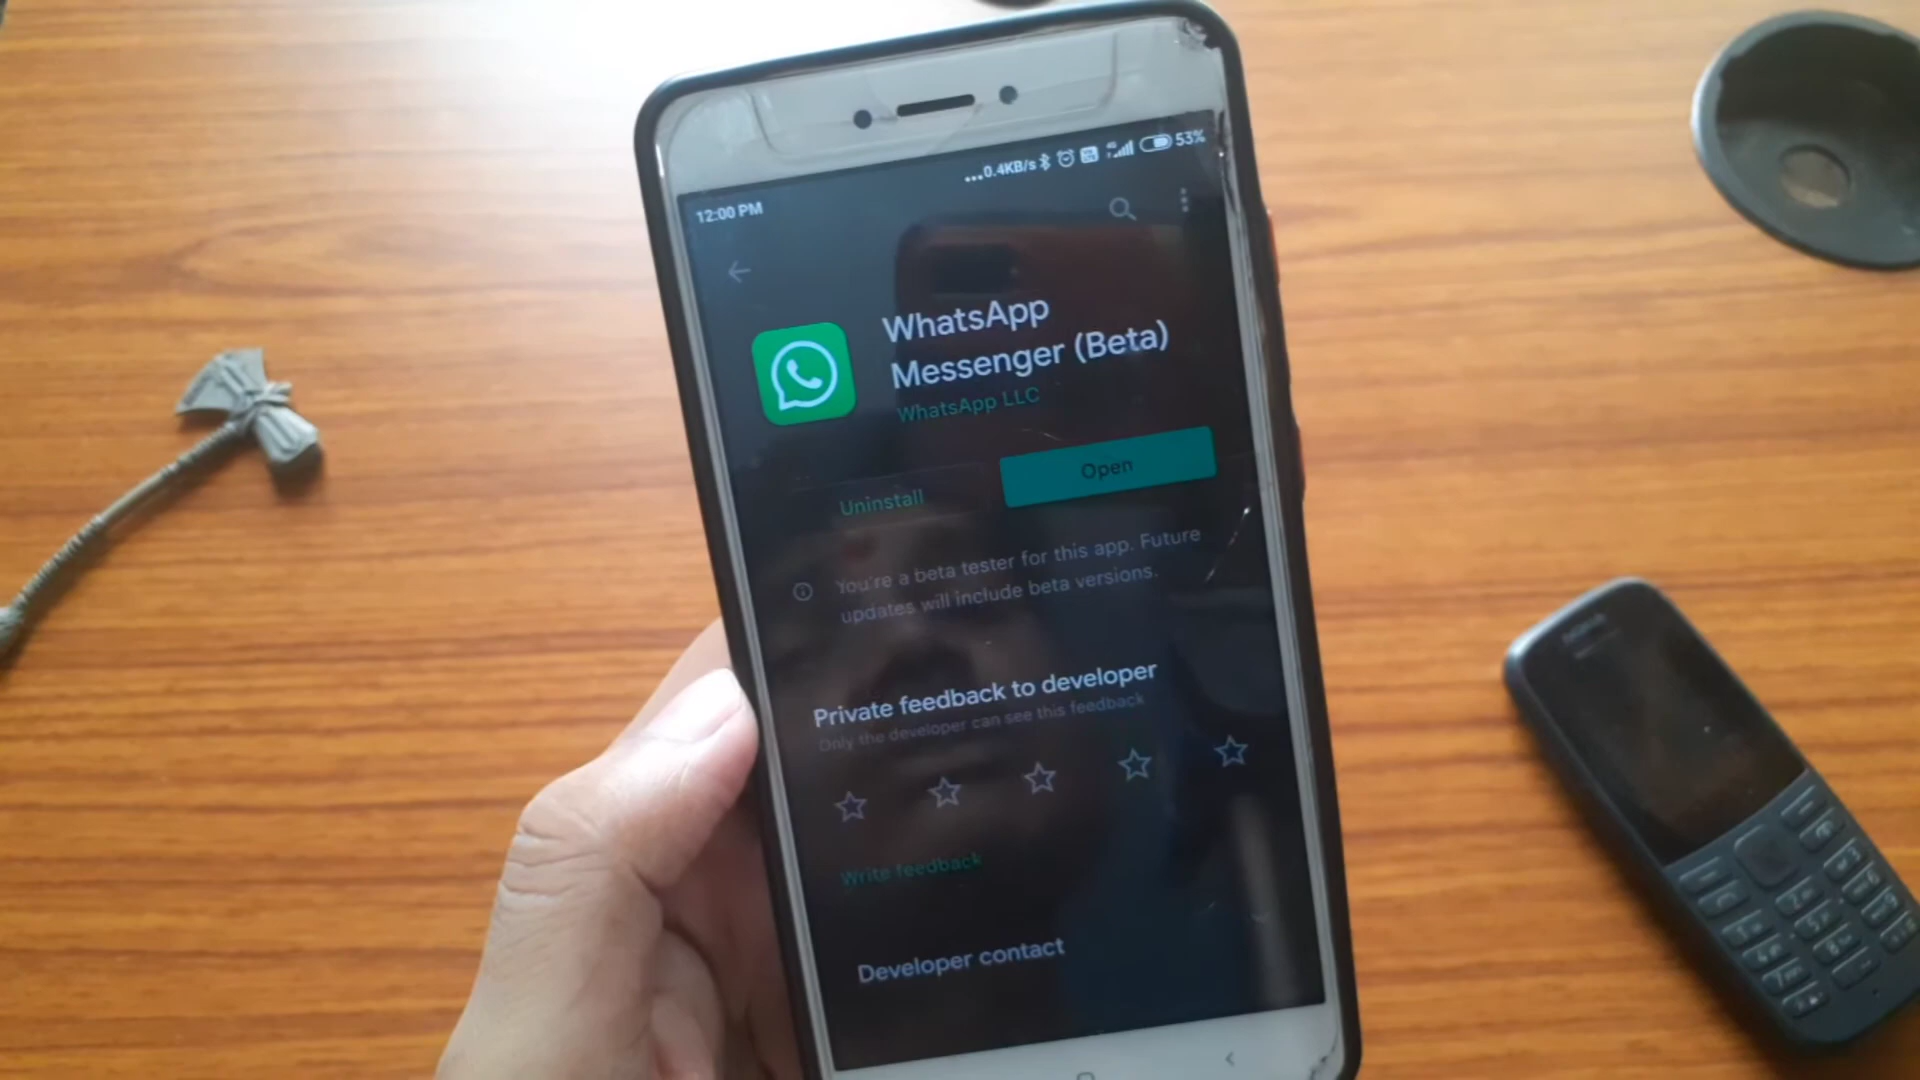 ...0.4KB/s 53%
12:00 PM
WhatsApp
Messenger (Beta)
WhatsApp LLC
Uninstall
Open
You're a beta tester for this app. Future
updates will include beta versions.
Private feedback to developer
Only the developer can see this feedback
Write feedback
Developer contact
NOKIA